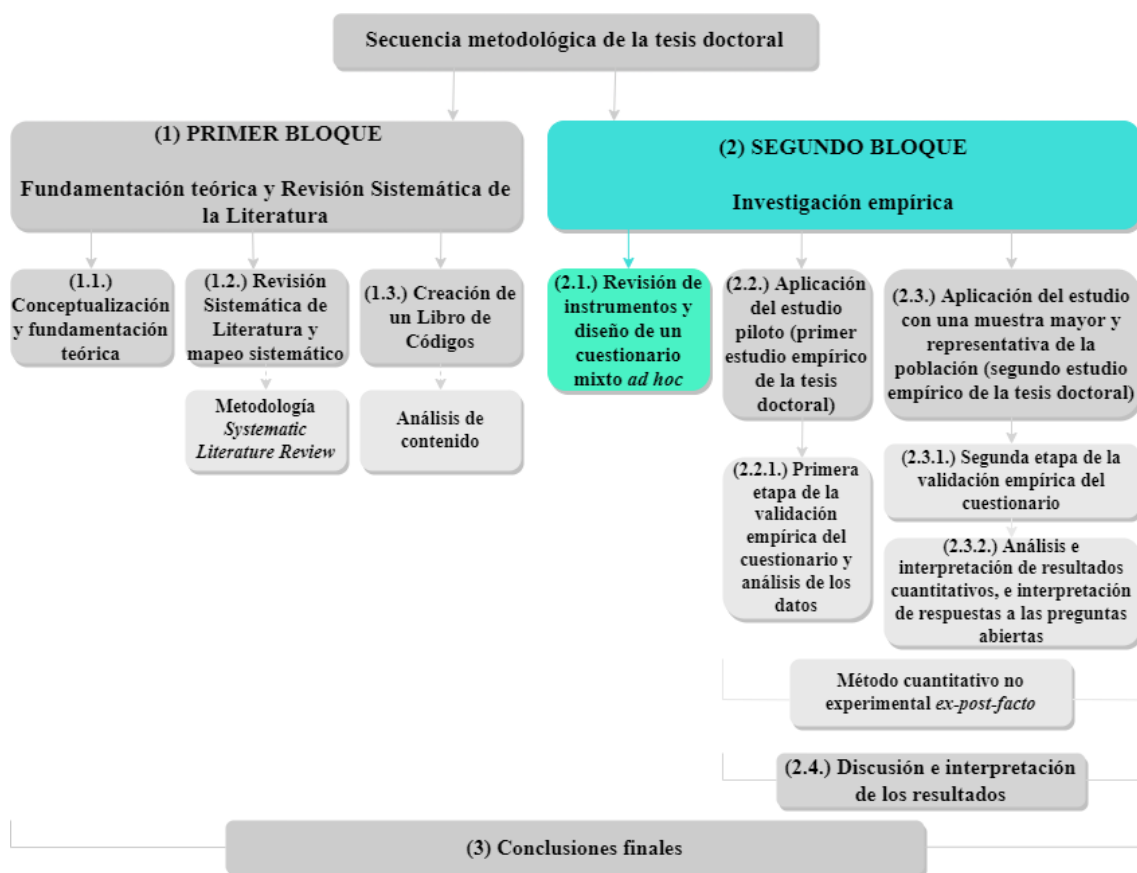 Secuencia metodológica de la tesis doctoral
(1) PRIMER BLOQUE
Fundamentación teórica y Revisión Sistemática de
la Literatura
(2) SEGUNDO BLOQUE
Investigación empírica
(1.1.)
Conceptualización
y fundamentación
teórica
(1.2.) Revisión
Sistemática de
Literatura y
mapeo sistemático
(1.3.) Creación de
un Libro de
Códigos
(2.1.) Revisión de
instrumentos y
diseño de un
cuestionario
mixto ad hoc
(2.2.)
Aplicación
del estudio
piloto (primer
estudio empírico
de la tesis
doctoral)
(2.3.) Aplicación del estudio
con una muestra mayor y
representativa de la
población (segundo estudio
empírico de la tesis doctoral)
Metodología
Systematic
Literature Review
Análisis de
contenido
(2.2.1.) Primera
etapa de la
validación
empírica del
cuestionario y
análisis de los
datos
(2.3.1.) Segunda etapa de la
validación empírica del
cuestionario
(2.3.2.) Análisis e
interpretación de resultados
cuantitativos, e interpretación
de respuestas a las preguntas
abiertas
Método cuantitativo no
experimental ex-post-facto
(2.4.) Discusión e interpretación
de los resultados
(3) Conclusiones finales